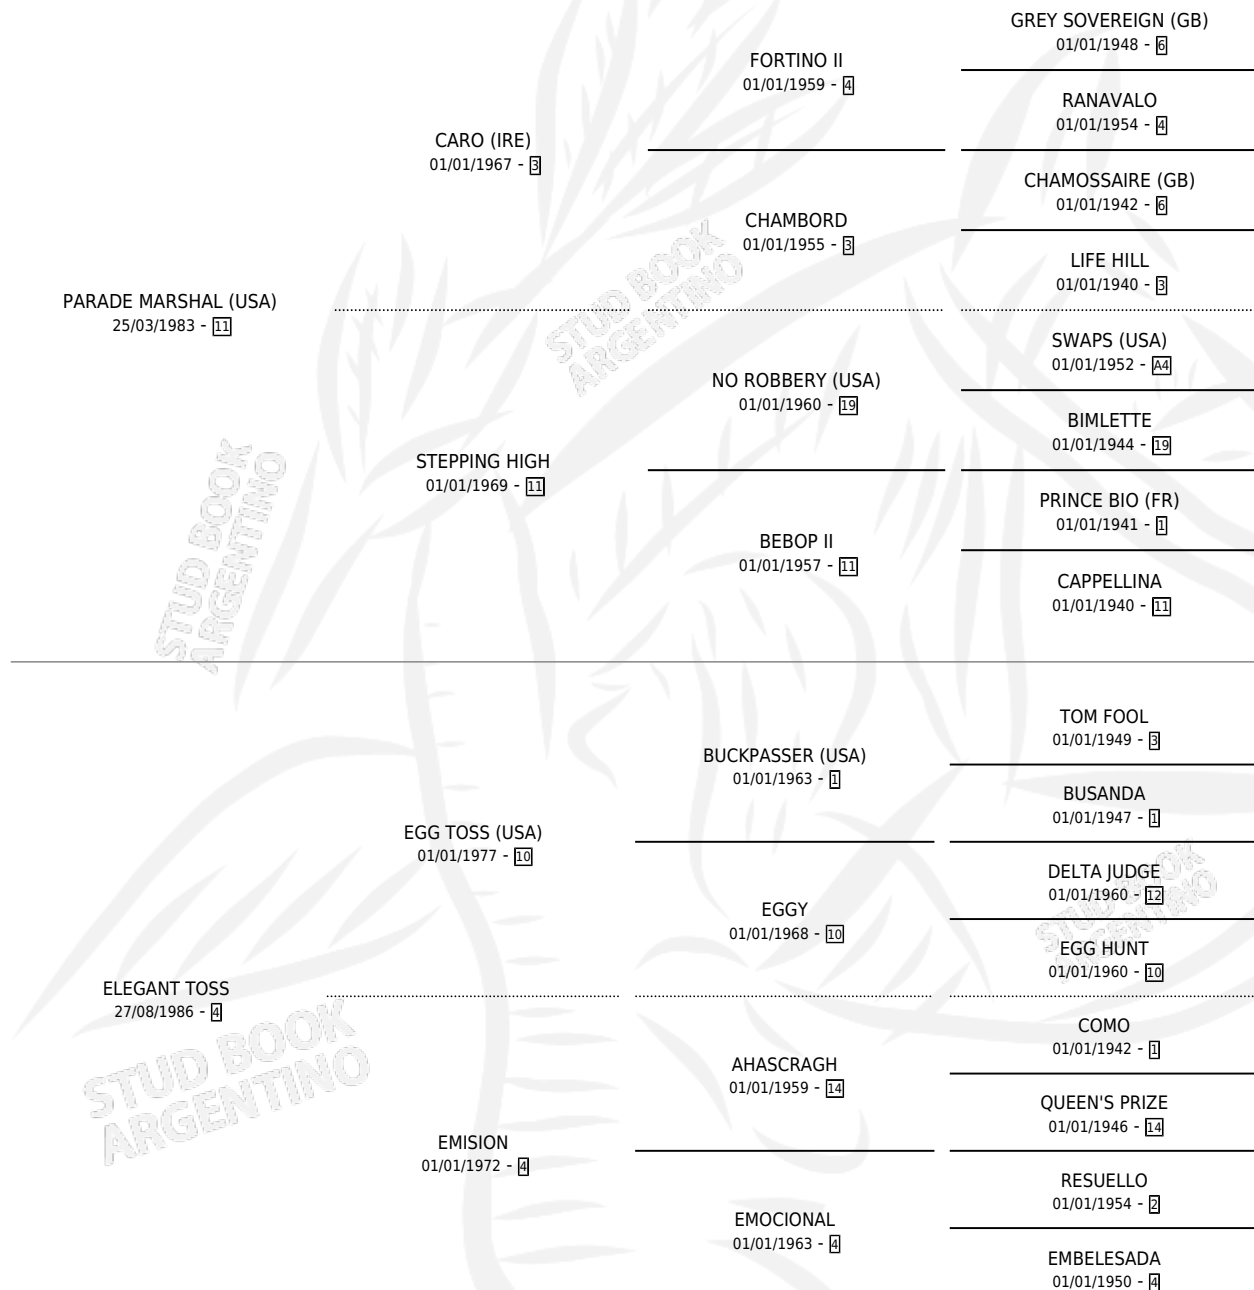 GREY SOVEREIGN (GB)
01/01/1948 - 6
FORTINO II
01/01/1959 - 4
RANAVALO
01/01/1954 - 4
CARO (IRE)
01/01/1967 - 3
CHAMOSSAIRE (GB)
01/01/1942 - 6
CHAMBORD
01/01/1955 - 3
LIFE HILL
01/01/1940 - 3
PARADE MARSHAL (USA)
25/03/1983 - 11
STUD BOOK
ARGENTINO
SWAPS (USA)
01/01/1952 - A4
NO ROBBERY (USA)
01/01/1960 - 19
BIMLETTE
01/01/1944 - 19
STEPPING HIGH
01/01/1969 - 11
PRINCE BIO (FR)
01/01/1941 - 1
BEBOP II
01/01/1957 - 11
CAPPELLINA
01/01/1940 - 11
STUD BOOK
ARGENTINO
TOM FOOL
01/01/1949 - 3
BUCKPASSER (USA)
01/01/1963 - 1
BUSANDA
01/01/1947 - 1
EGG TOSS (USA)
01/01/1977 - 10
DELTA JUDGE
01/01/1960 - 12
EGGY
01/01/1968 - 10
STUD BOOK
ARGENTINO
EGG HUNT
01/01/1960 - 10
ELEGANT TOSS
27/08/1986 - 4
STUD BOOK
ARGENTINO
COMO
01/01/1942 - 1
AHASCRAGH
01/01/1959 - 14
QUEEN'S PRIZE
01/01/1946 - 14
EMISION
01/01/1972 - 4
RESUELLO
01/01/1954 - 2
EMOCIONAL
01/01/1963 - 4
EMBELESADA
01/01/1950 - 4